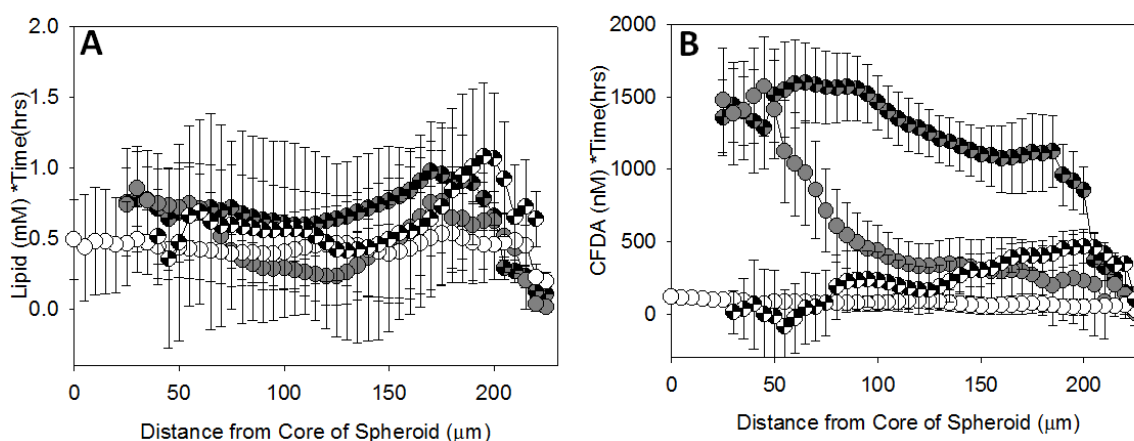 A
Lipid (mM) *Time(hrs)
2.0
1.5
1.0
0.5
0.0
0 50 100 150 200
Distance from Core of Spheroid (μm)
B
CFDA (nM) *Time(hrs)
2000
1500
1000
500
0
0 50 100 150 200
Distance from Core of Spheroid (μm)